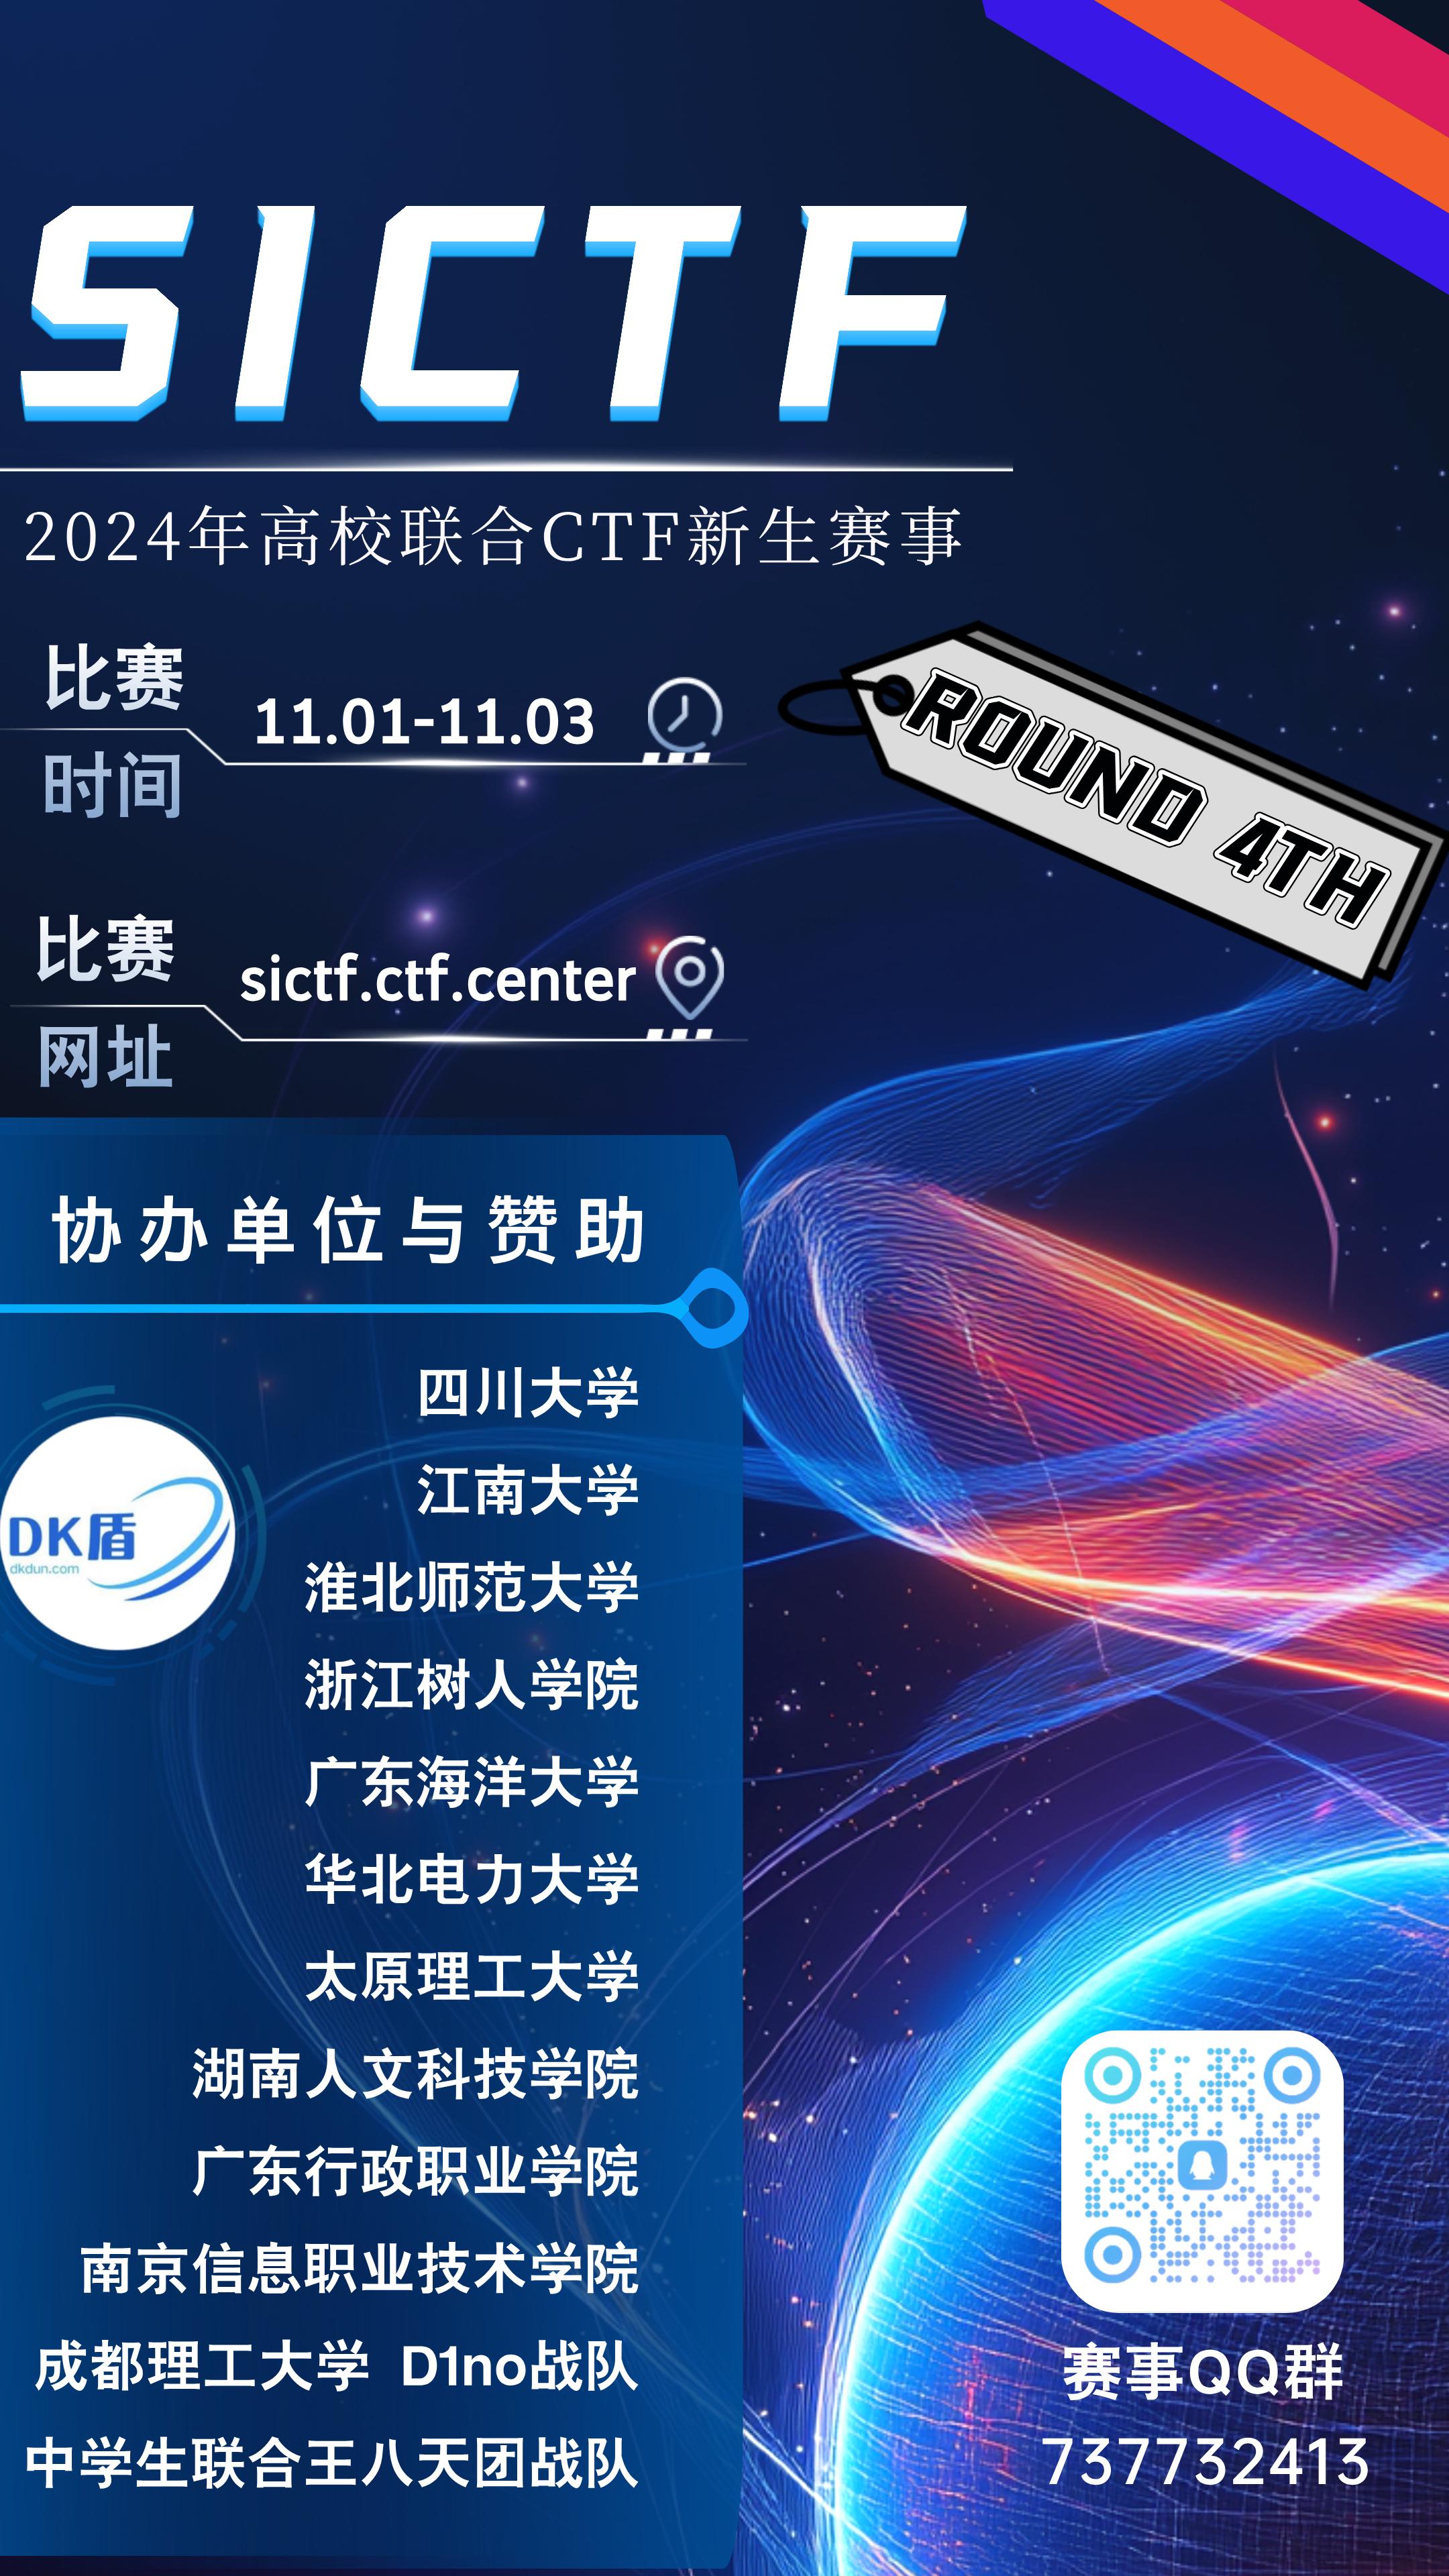 SICTF
2024年高校联合CTF新生赛事
比赛
时间
11.01-11.03
ROUND 4TH
比赛
网址
sictf.ctf.center
协办单位与赞助
DK盾
dkdun.com
四川大学
江南大学
淮北师范大学
浙江树人学院
广东海洋大学
华北电力大学
太原理工大学
湖南人文科技学院
广东行政职业学院
南京信息职业技术学院
成都理工大学 D1no战队
中学生联合王八天团战队
赛事QQ群
737732413